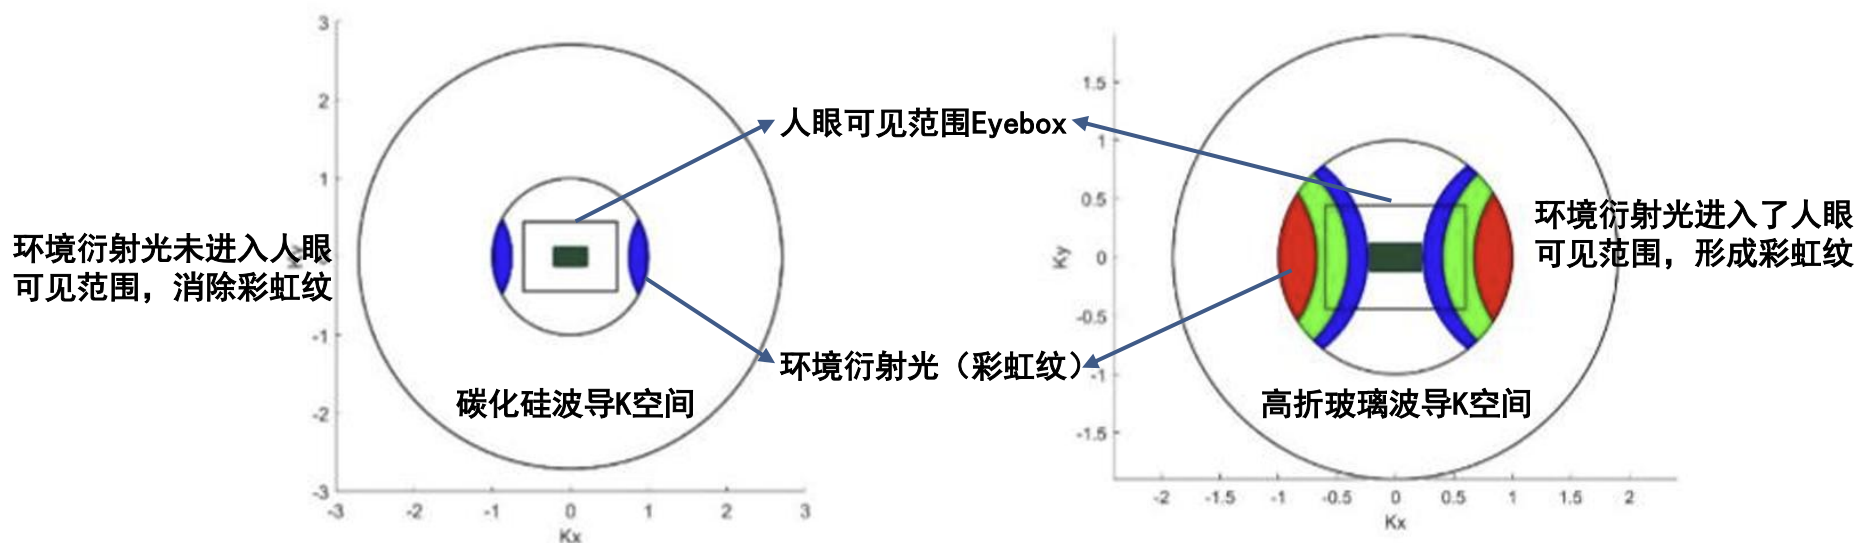 3
2
1
-1
-2
-3
-3
-2
-1
0
1
2
3
Kx
环境衍射光未进入人眼
可见范围，消除彩虹纹
碳化硅波导K空间
人眼可见范围Eyebox
环境衍射光（彩虹纹）
1.5
1
0.5
0
-0.5
-1
-1.5
Ky
-2
-1.5
-1
-0.5
0
0.5
1
1.5
2
Kx
环境衍射光进入了人眼
可见范围，形成彩虹纹
高折玻璃波导K空间